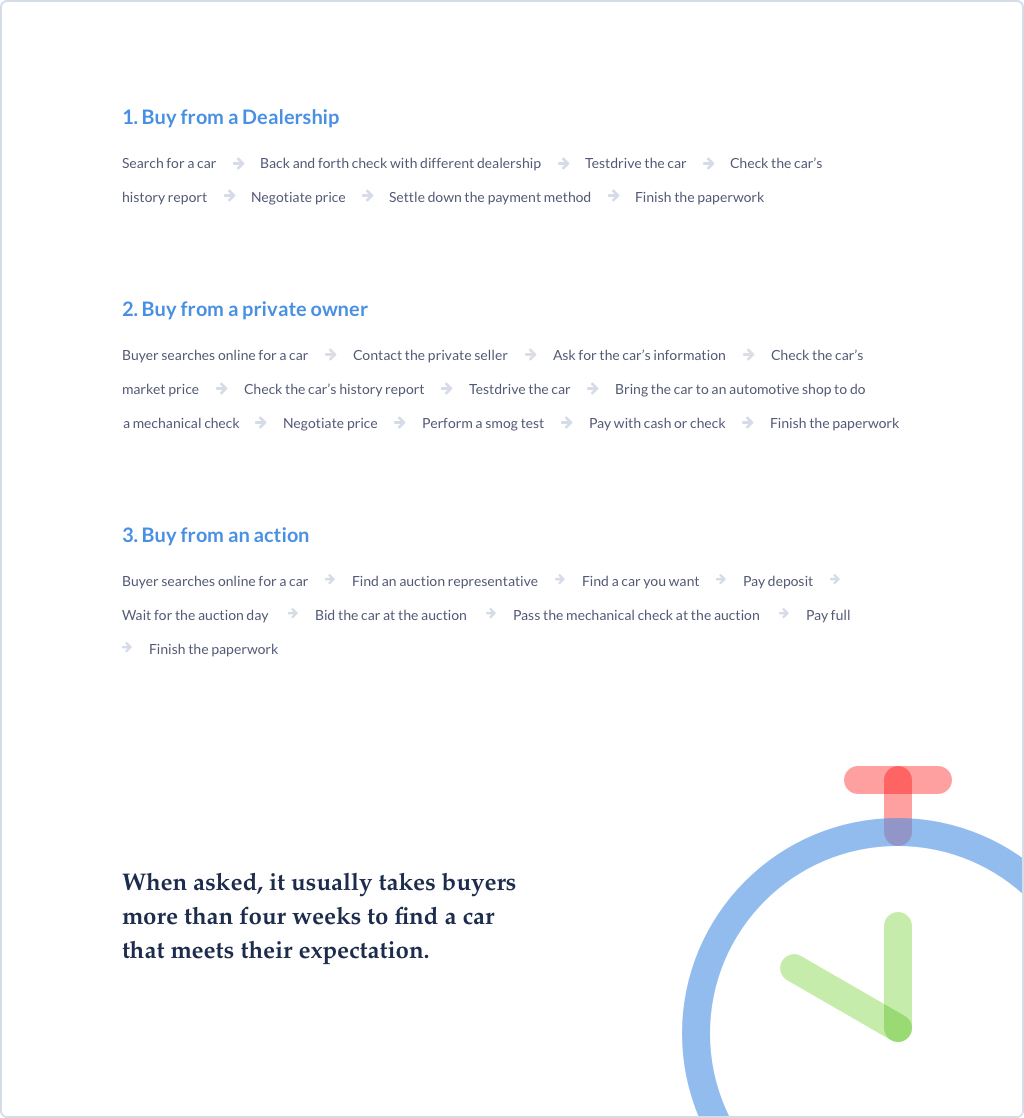 1. Buy from a Dealership
Search for a car → Back and forth check with different dealership → Testdrive the car → Check the car’s
history report → Negotiate price → Settle down the payment method → Finish the paperwork
2. Buy from a private owner
Buyer searches online for a car → Contact the private seller → Ask for the car’s information → Check the car’s
market price → Check the car’s history report → Testdrive the car → Bring the car to an automotive shop to do
a mechanical check → Negotiate price → Perform a smog test → Pay with cash or check → Finish the paperwork
3. Buy from an action
Buyer searches online for a car → Find an auction representative → Find a car you want → Pay deposit →
Wait for the auction day → Bid the car at the auction → Pass the mechanical check at the auction → Pay full
→ Finish the paperwork
When asked, it usually takes buyers
more than four weeks to find a car
that meets their expectation.